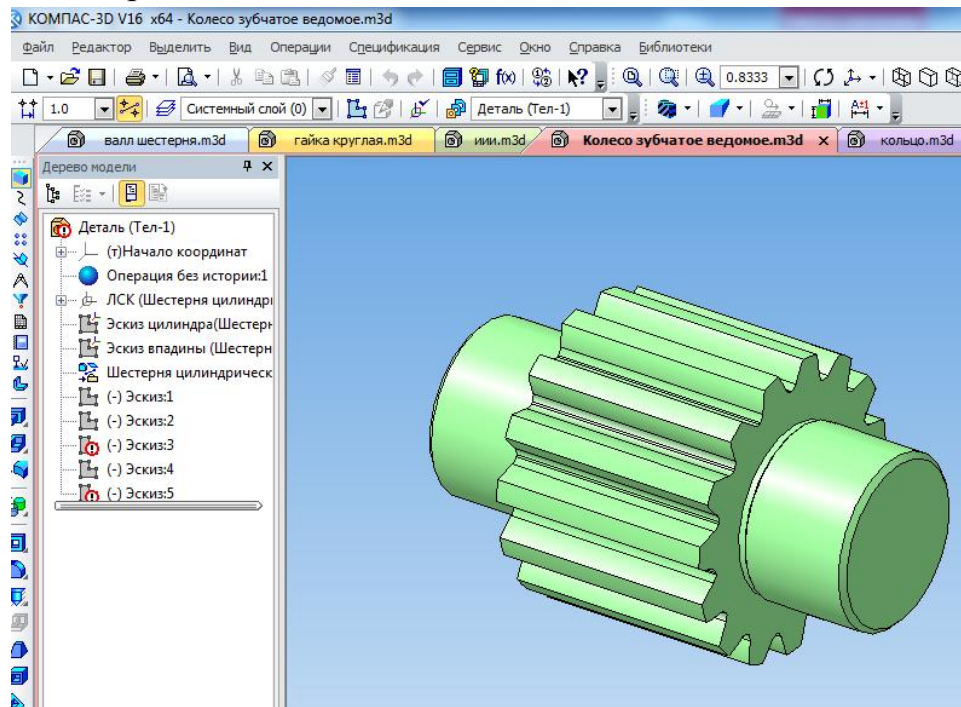 КОМПАС-3D V16 x64 - Колесо зубчатое ведомое.m3d
Файл Редактор Выделить Вид Операции Спецификация Сервис Окно Справка Библиотеки
f(x) 0.8333
1.0 Системный слой (0) Деталь (Тел-1)
валл шестерня.m3d гайка круглая.m3d иии.m3d Колесо зубчатое ведомое.m3d x кольцо.m3d
Дерево модели
Деталь (Тел-1)
(т)Начало координат
Операция без истории:1
ЛСК (Шестерня цилиндр
Эскиз цилиндра(Шестерн
Эскиз впадины (Шестерн
Шестерня цилиндрическ
(-) Эскиз:1
(-) Эскиз:2
(-) Эскиз:3
(-) Эскиз:4
(-) Эскиз:5